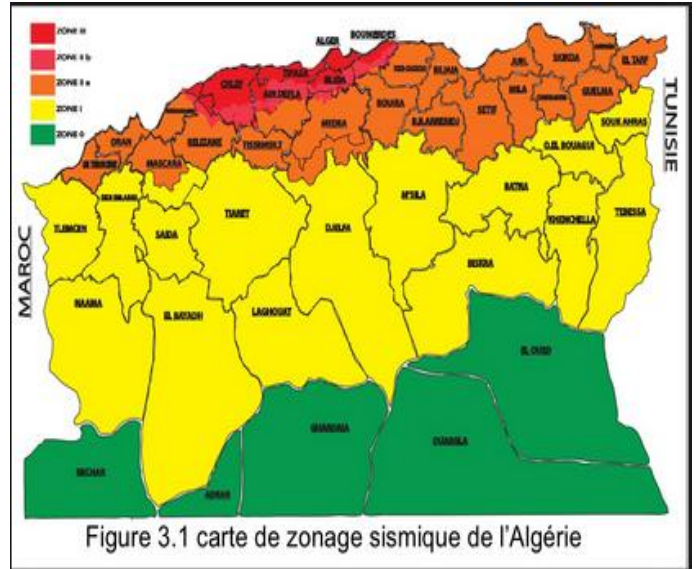 ZONE III
ZONE II b
ZONE II a
ZONE I
ZONE 0
ALGER BOUMERDES
TIPAZA
BLIDA
CHLEF
AIN DEFLA
BEJAIA
JIJEL
SKIKDA
EL TARF
ORAN
RELIZANE
TISSEMSILT
MEDEA
BOUIRA
B.B.ARRERIDJ
SETIF
MILA
GUELMA
SOUK AHRAS
MASCARA
O.EL BOUAGUI
TLEMCEN
SAIDA
TIARET
DJELFA
M'SILA
BATNA
KHENCHELLA
TEBESSA
BISKRA
NAAMA
EL BAYADH
LAGHOUAT
EL OUED
GHARDAIA
OUARGLA
BECHAR
ADRAR
MAROC
TUNISIE
Figure 3.1 carte de zonage sismique de l'Algérie